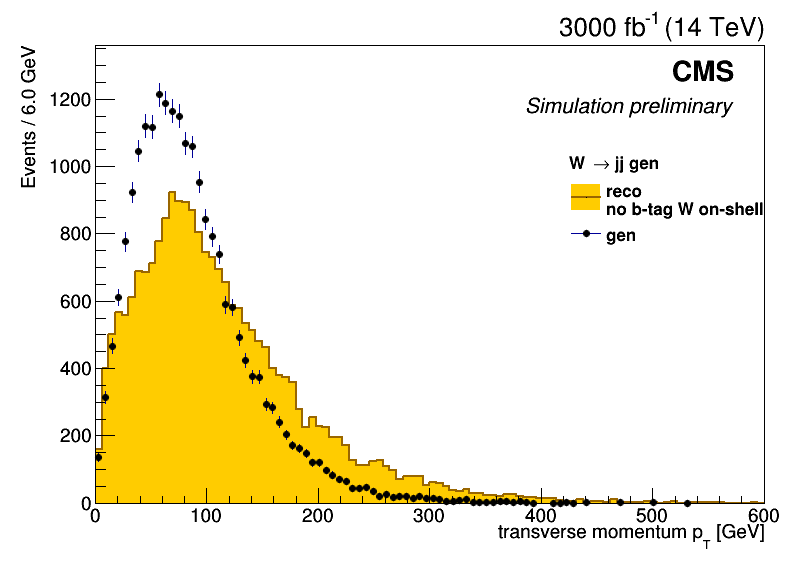 3000 fb⁻¹ (14 TeV)
CMS
Simulation preliminary
W → jj gen
reco
no b-tag W on-shell
gen
Events / 6.0 GeV
1200
1000
800
600
400
200
0
0 100 200 300 400 500 600
transverse momentum p_T [GeV]